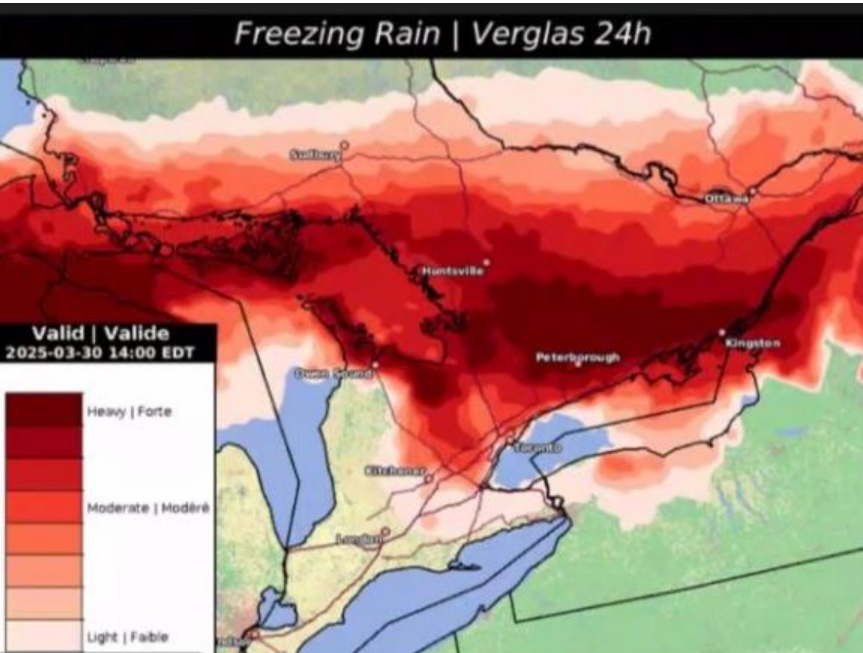 Freezing Rain | Verglas 24h
Sudbury
Ottawa
Huntsville
Valid | Valide
2025-03-30 14:00 EDT
Kingston
Peterborough
Owen Sound
Heavy | Forte
Toronto
Kitchener
Moderate | Modéré
London
Light | Faible